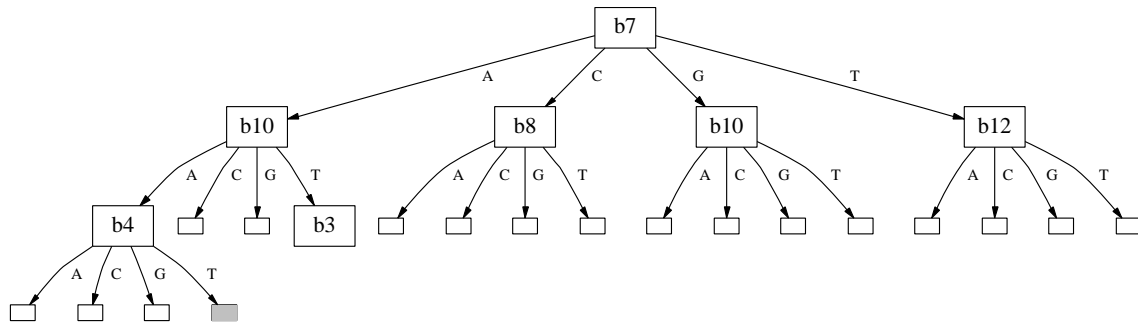 b7
A C G T
b10 b8 b10 b12
A C G T A C G T A C G T A C G T
b4 b3
A C G T